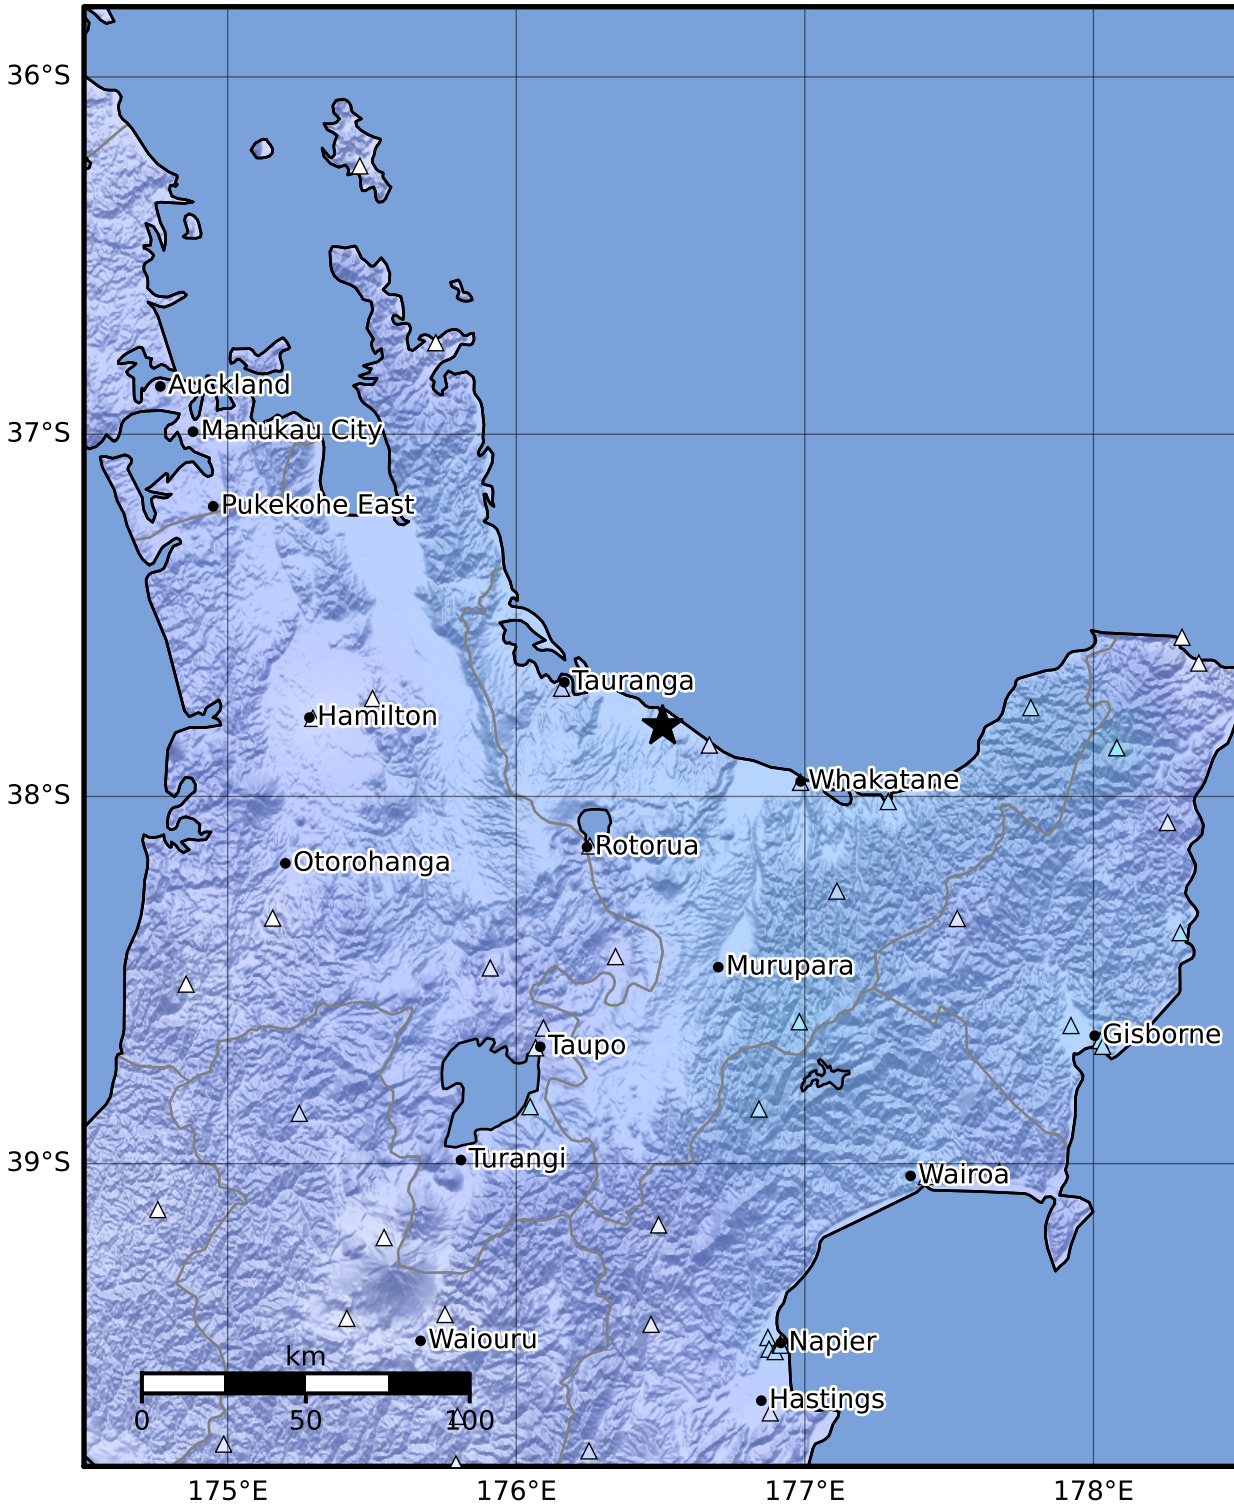 36°S
Auckland
37°S
Manukau City
Pukekohe East
Tauranga
Hamilton
38°S
Whakatane
Rotorua
Otorohanga
Murupara
Gisborne
Taupo
39°S
Turangi
Wairoa
Waiouru
Napier
km
Hastings
0 50 100
175°E 176°E 177°E 178°E